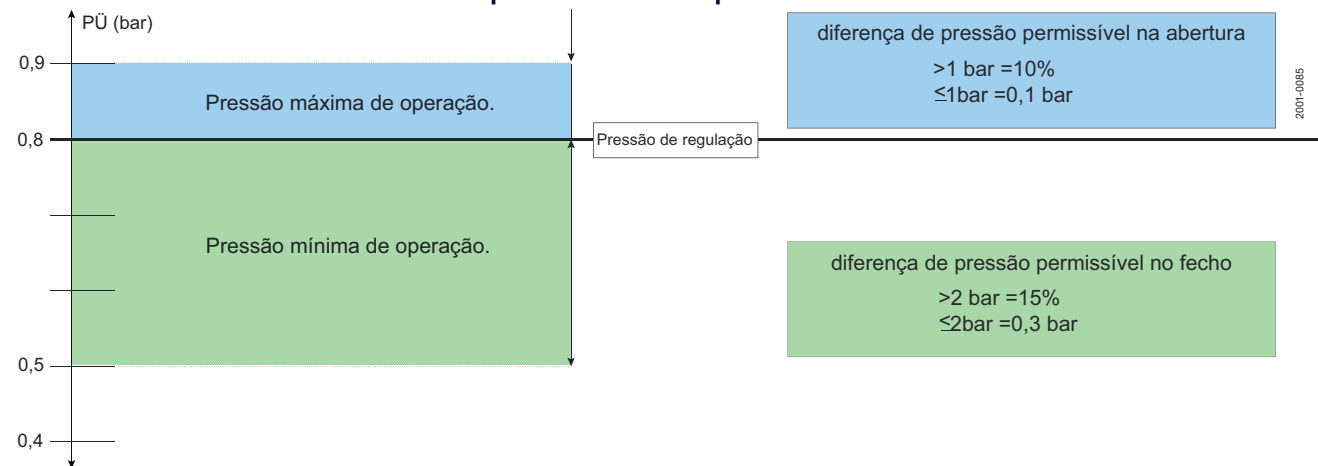 PÜ (bar)
0,9
Pressão máxima de operação.
0,8
Pressão de regulação
Pressão mínima de operação.
0,5
0,4
diferença de pressão permissível na abertura
>1 bar =10%
≤1bar =0,1 bar
2001-0085
diferença de pressão permissível no fecho
>2 bar =15%
≤2bar =0,3 bar